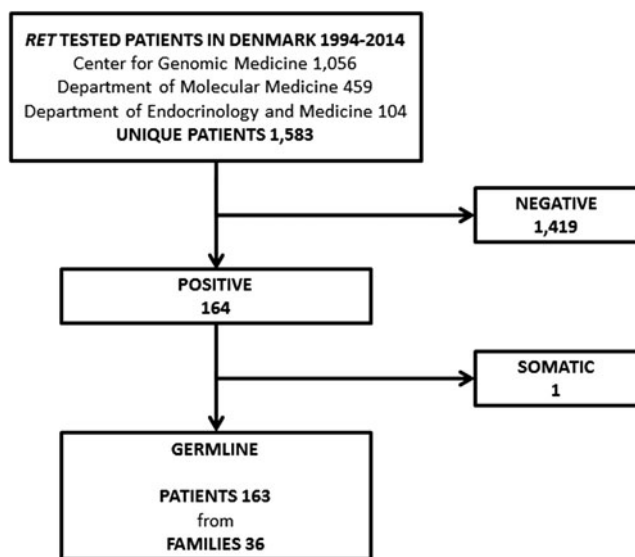 RET TESTED PATIENTS IN DENMARK 1994-2014
Center for Genomic Medicine 1,056
Department of Molecular Medicine 459
Department of Endocrinology and Medicine 104
UNIQUE PATIENTS 1,583
NEGATIVE
1,419
POSITIVE
164
SOMATIC
1
GERMLINE
PATIENTS 163
from
FAMILIES 36